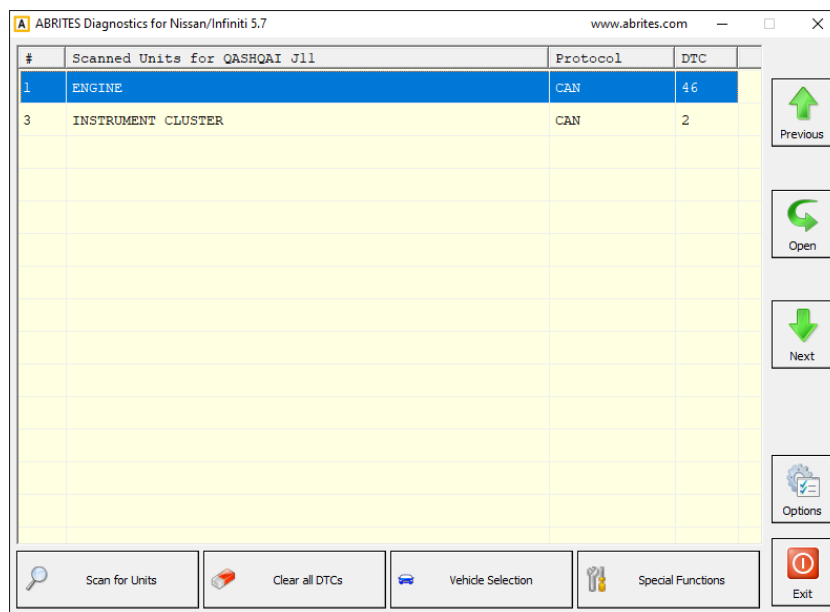 A ABRITES Diagnostics for Nissan/Infiniti 5.7 www.abrites.com
# Scanned Units for QASHQAI J11 Protocol DTC
1 ENGINE CAN 46
3 INSTRUMENT CLUSTER CAN 2
Previous
Open
Next
Options
Scan for Units Clear all DTCs Vehicle Selection Special Functions Exit